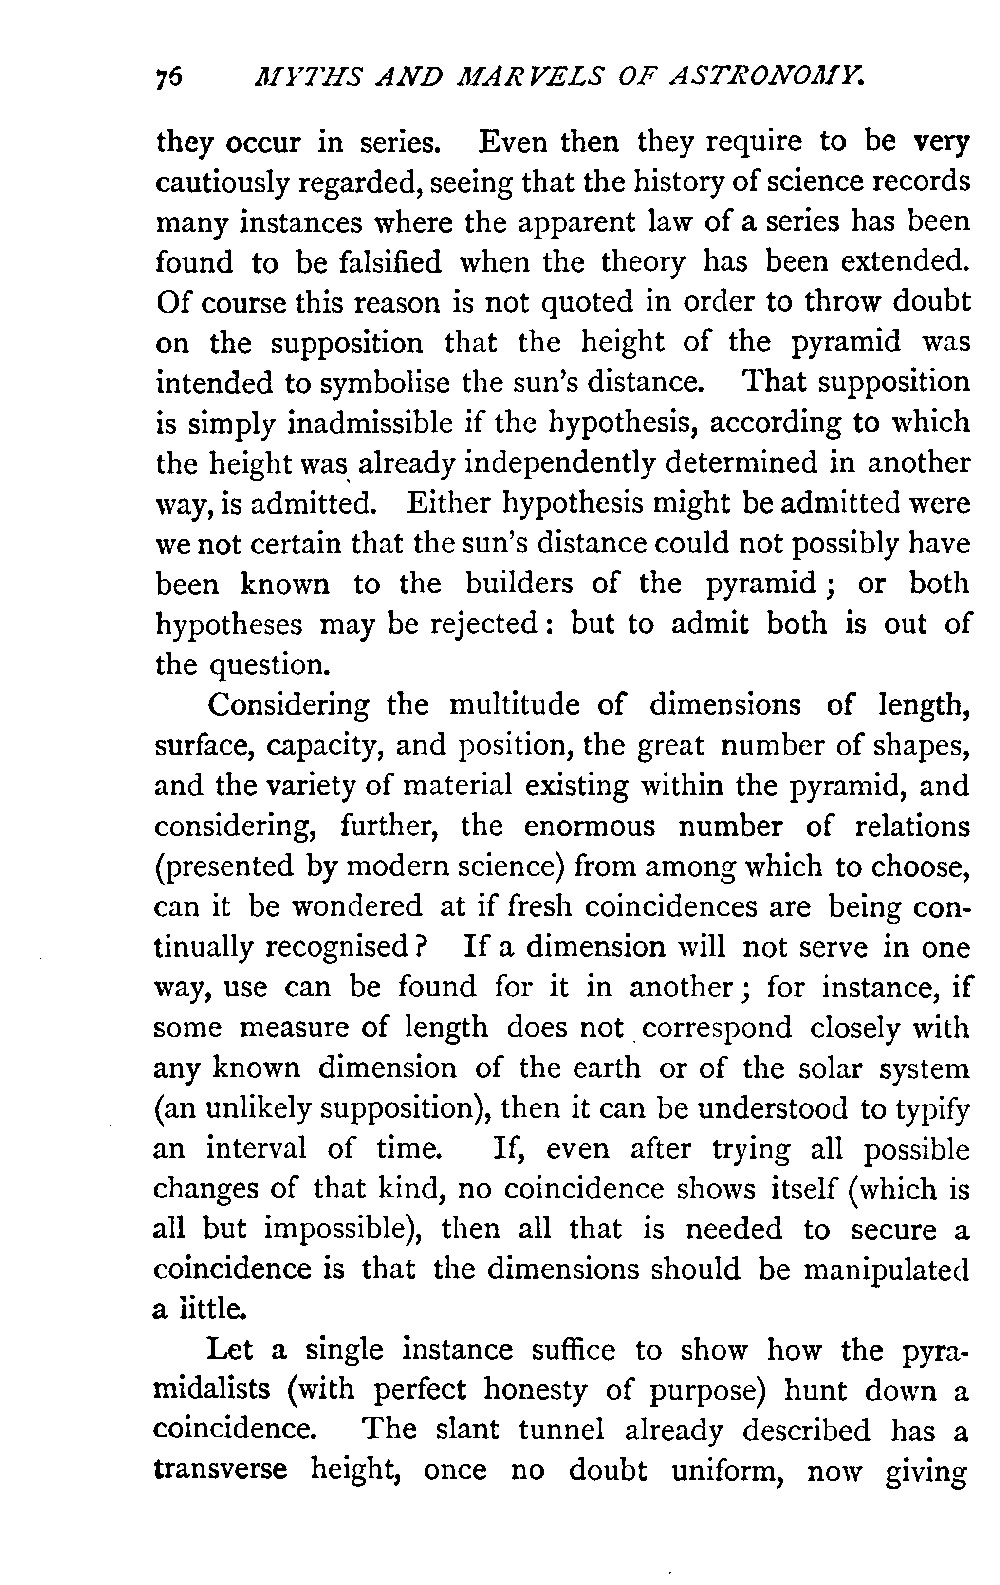 76 MYTHS AND MARVELS OF ASTRONOMY.
they occur in series. Even then they require to be very
cautiously regarded, seeing that the history of science records
many instances where the apparent law of a series has been
found to be falsified when the theory has been extended.
Of course this reason is not quoted in order to throw doubt
on the supposition that the height of the pyramid was
intended to symbolise the sun's distance. That supposition
is simply inadmissible if the hypothesis, according to which
the height was already independently determined in another
way, is admitted. Either hypothesis might be admitted were
we not certain that the sun's distance could not possibly have
been known to the builders of the pyramid; or both
hypotheses may be rejected: but to admit both is out of
the question.
Considering the multitude of dimensions of length,
surface, capacity, and position, the great number of shapes,
and the variety of material existing within the pyramid, and
considering, further, the enormous number of relations
(presented by modern science) from among which to choose,
can it be wondered at if fresh coincidences are being con-
tinually recognised? If a dimension will not serve in one
way, use can be found for it in another; for instance, if
some measure of length does not correspond closely with
any known dimension of the earth or of the solar system
(an unlikely supposition), then it can be understood to typify
an interval of time. If, even after trying all possible
changes of that kind, no coincidence shows itself (which is
all but impossible), then all that is needed to secure a
coincidence is that the dimensions should be manipulated
a little.
Let a single instance suffice to show how the pyra-
midalists (with perfect honesty of purpose) hunt down a
coincidence. The slant tunnel already described has a
transverse height, once no doubt uniform, now giving